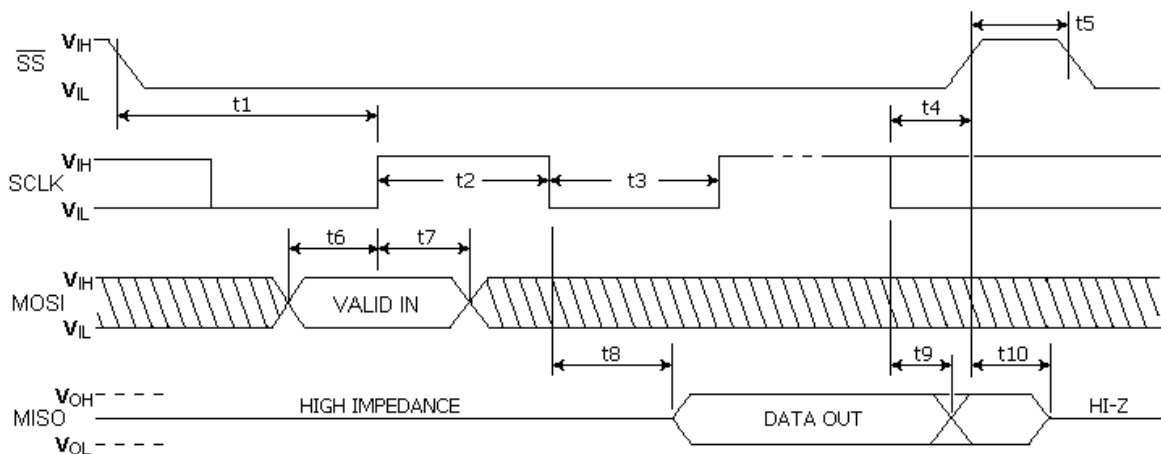 VIH
SS
VIL
t5
t1
t4
VIH
SCLK
VIL
t2
t3
t6
t7
VIH
MOSI
VIL
VALID IN
t8
t9
t10
VOH
MISO
VOL
HIGH IMPEDANCE
DATA OUT
HI-Z